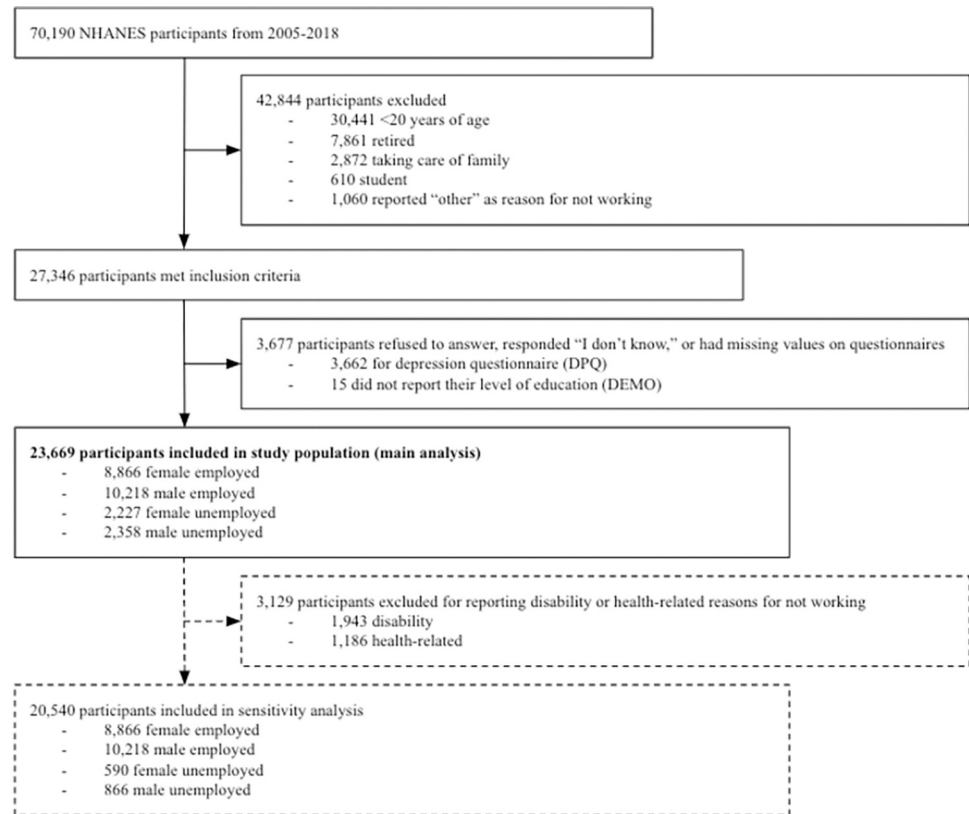 70,190 NHANES participants from 2005-2018
42,844 participants excluded
- 30,441 <20 years of age
- 7,861 retired
- 2,872 taking care of family
- 610 student
- 1,060 reported “other” as reason for not working
27,346 participants met inclusion criteria
3,677 participants refused to answer, responded “I don’t know,” or had missing values on questionnaires
- 3,662 for depression questionnaire (DPQ)
- 15 did not report their level of education (DEMO)
23,669 participants included in study population (main analysis)
- 8,866 female employed
- 10,218 male employed
- 2,227 female unemployed
- 2,358 male unemployed
3,129 participants excluded for reporting disability or health-related reasons for not working
- 1,943 disability
- 1,186 health-related
20,540 participants included in sensitivity analysis
- 8,866 female employed
- 10,218 male employed
- 590 female unemployed
- 866 male unemployed